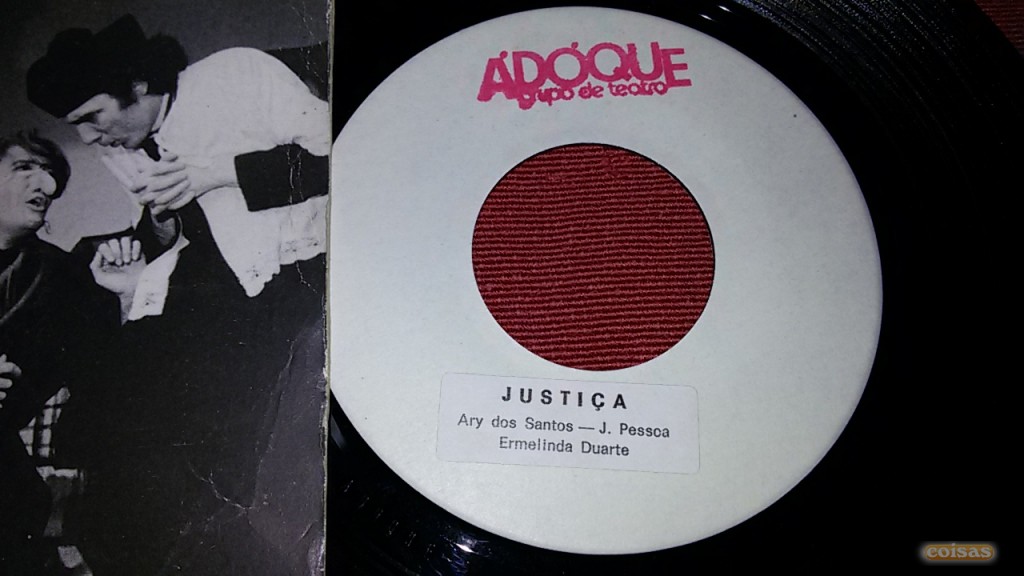 ÁDÓQUE
grupo de teatro
JUSTIÇA
Ary dos Santos — J. Pessoa
Ermelinda Duarte
coisas